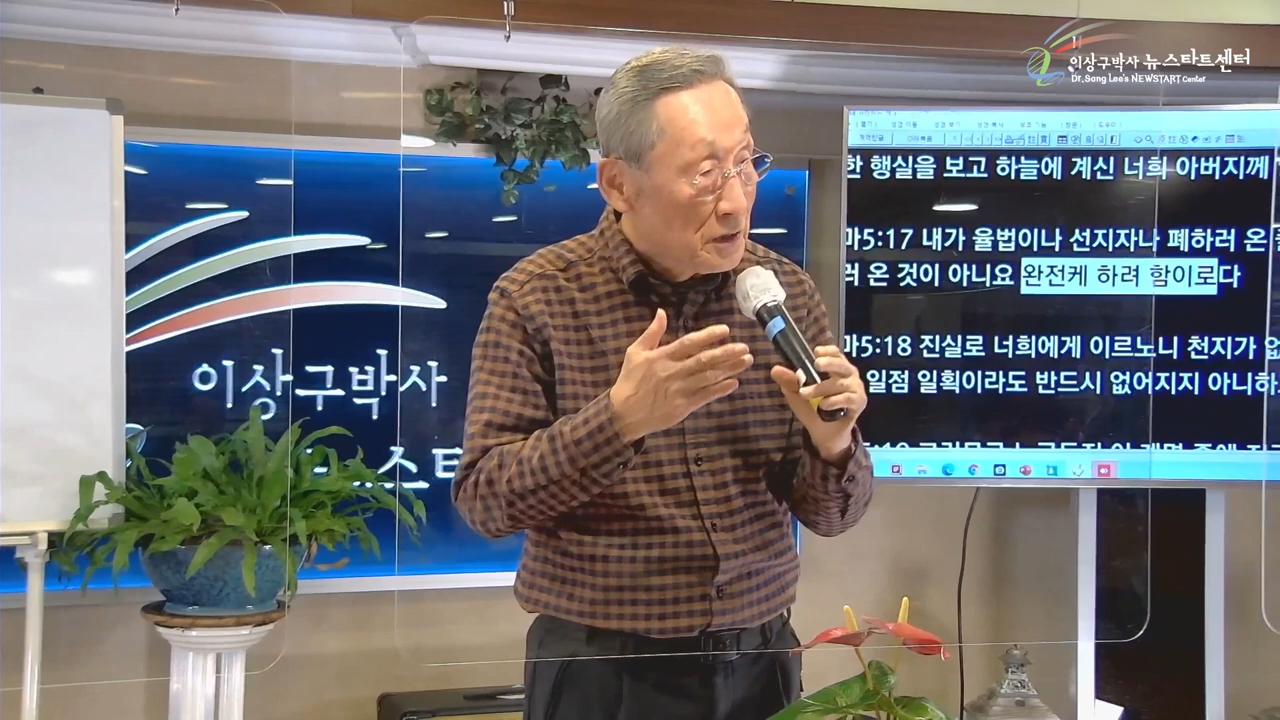 이상구박사 뉴스타트센터
Dr. Sang Lee's NEWSTART Center
한 행실을 보고 하늘에 계신 너희 아버지께
마5:17 내가 율법이나 선지자나 폐하러 온
러 온 것이 아니요 완전케 하려 함이로다
마5:18 진실로 너희에게 이르노니 천지가 없
일점 일획이라도 반드시 없어지지 아니하
이상구박사
스타